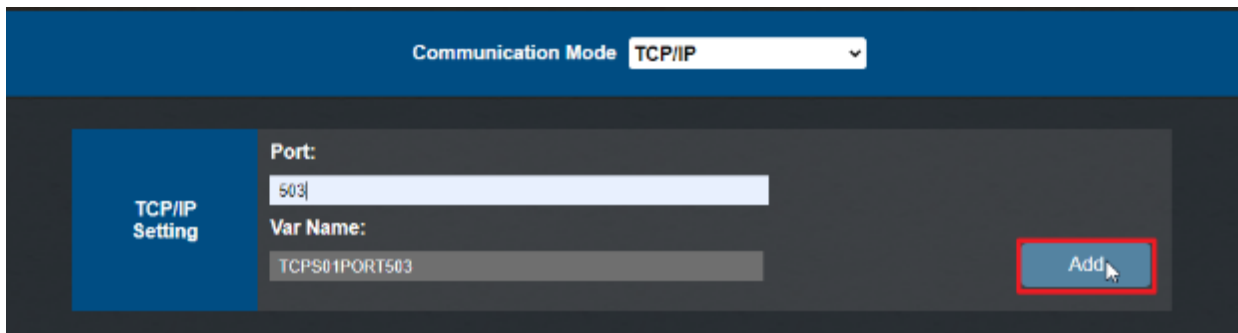 Communication Mode TCP/IP
Port:
503
TCP/IP
Setting
Var Name:
TCPS01PORT503
Add